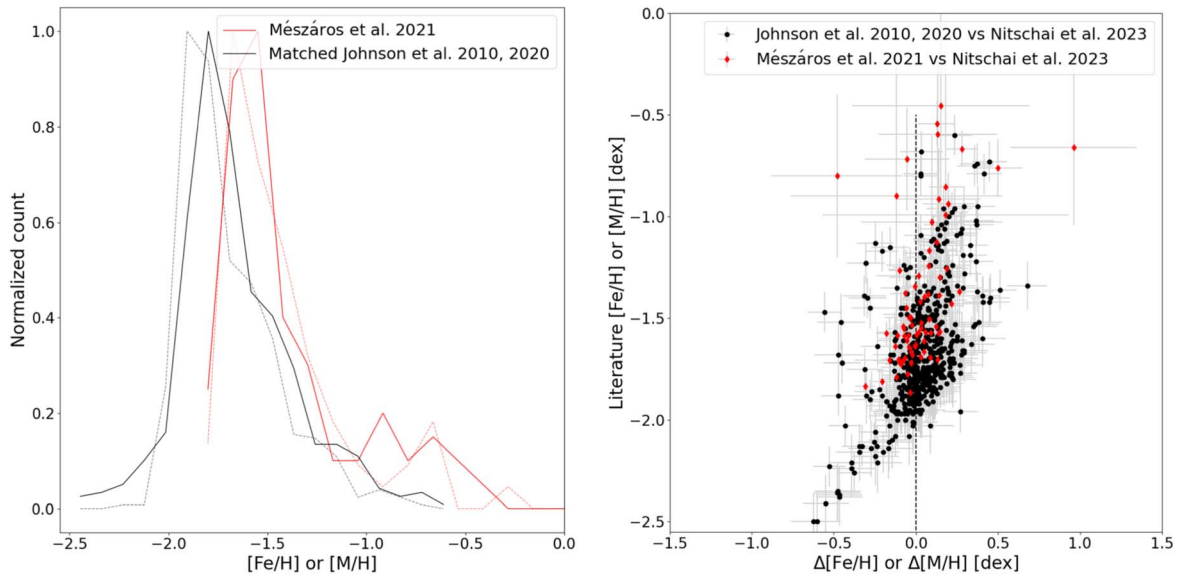 Mészáros et al. 2021
Matched Johnson et al. 2010, 2020
Normalized count
1.0
0.8
0.6
0.4
0.2
0.0
−2.5 −2.0 −1.5 −1.0 −0.5 0.0
[Fe/H] or [M/H]
Johnson et al. 2010, 2020 vs Nitschai et al. 2023
Mészáros et al. 2021 vs Nitschai et al. 2023
Literature [Fe/H] or [M/H] [dex]
0.0
−0.5
−1.0
−1.5
−2.0
−2.5
−1.5 −1.0 −0.5 0.0 0.5 1.0 1.5
Δ[Fe/H] or Δ[M/H] [dex]